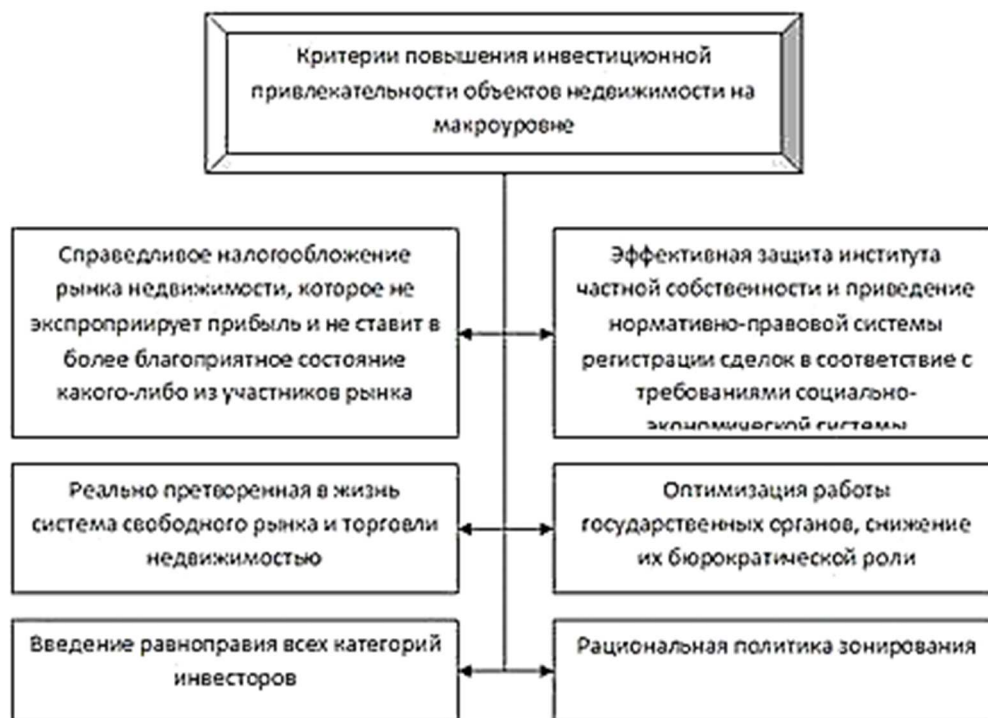 Критерии повышения инвестиционной
привлекательности объектов недвижимости на
макроуровне
Справедливое налогообложение
рынка недвижимости, которое не
экспроприирует прибыль и не ставит в
более благоприятное состояние
какого-либо из участников рынка
Эффективная защита института
частной собственности и приведение
нормативно-правовой системы
регистрации сделок в соответствие с
требованиями социально-
экономической системы
Реально претворенная в жизнь
система свободного рынка и торговли
недвижимостью
Оптимизация работы
государственных органов, снижение
их бюрократической роли
Введение равноправия всех категорий
инвесторов
Рациональная политика зонирования